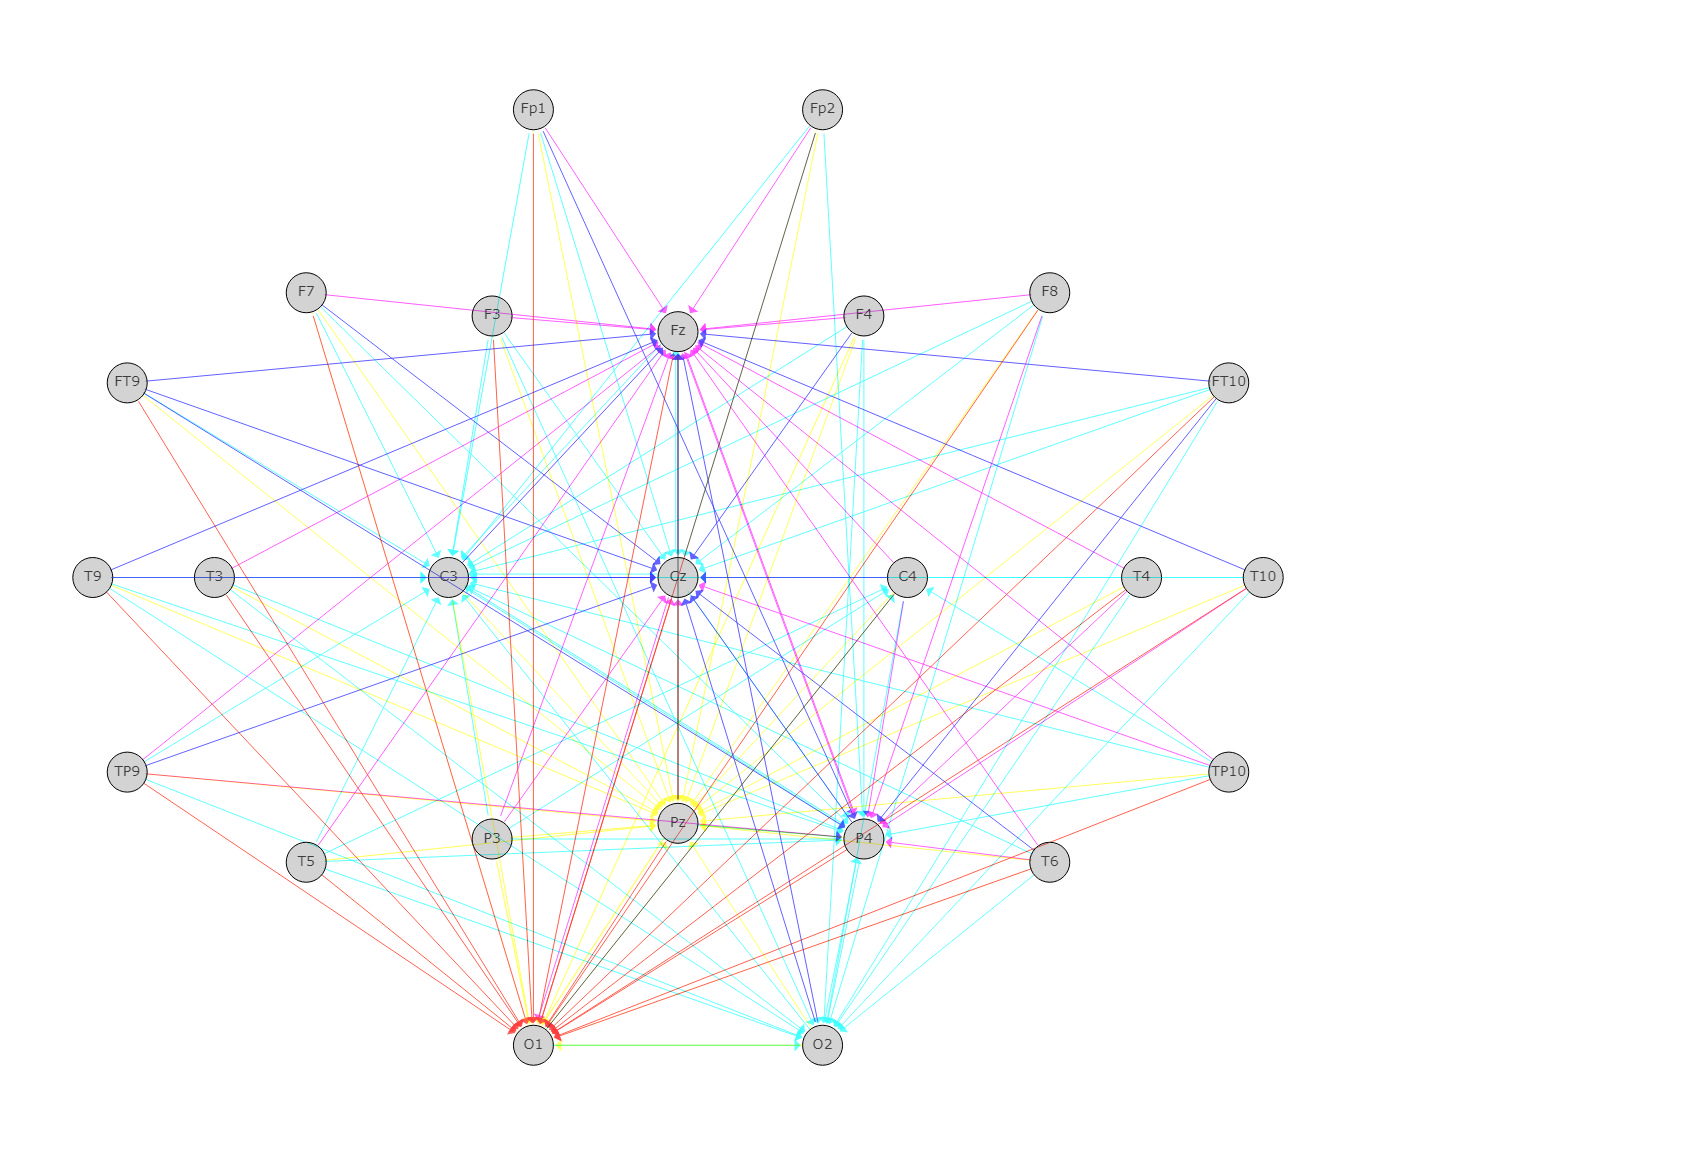 Fp1 Fp2
F7 F3 Fz F4 F8
FT9 FT10
T9 T3 C3 Cz C4 T4 T10
TP9 TP10
T5 P3 Pz P4 T6
O1 O2